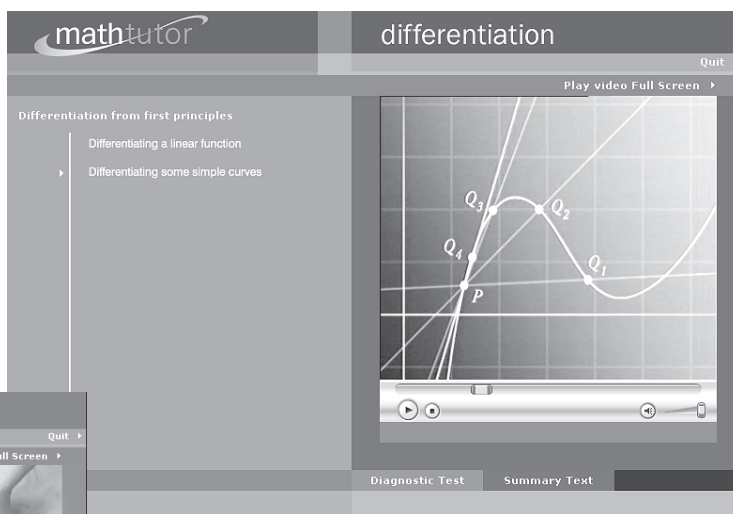 mathtutor
differentiation
Quit
Play video Full Screen
Differentiation from first principles
Differentiating a linear function
Differentiating some simple curves
Q3
Q2
Q4
Q1
P
Quit
Screen
Diagnostic Test
Summary Text